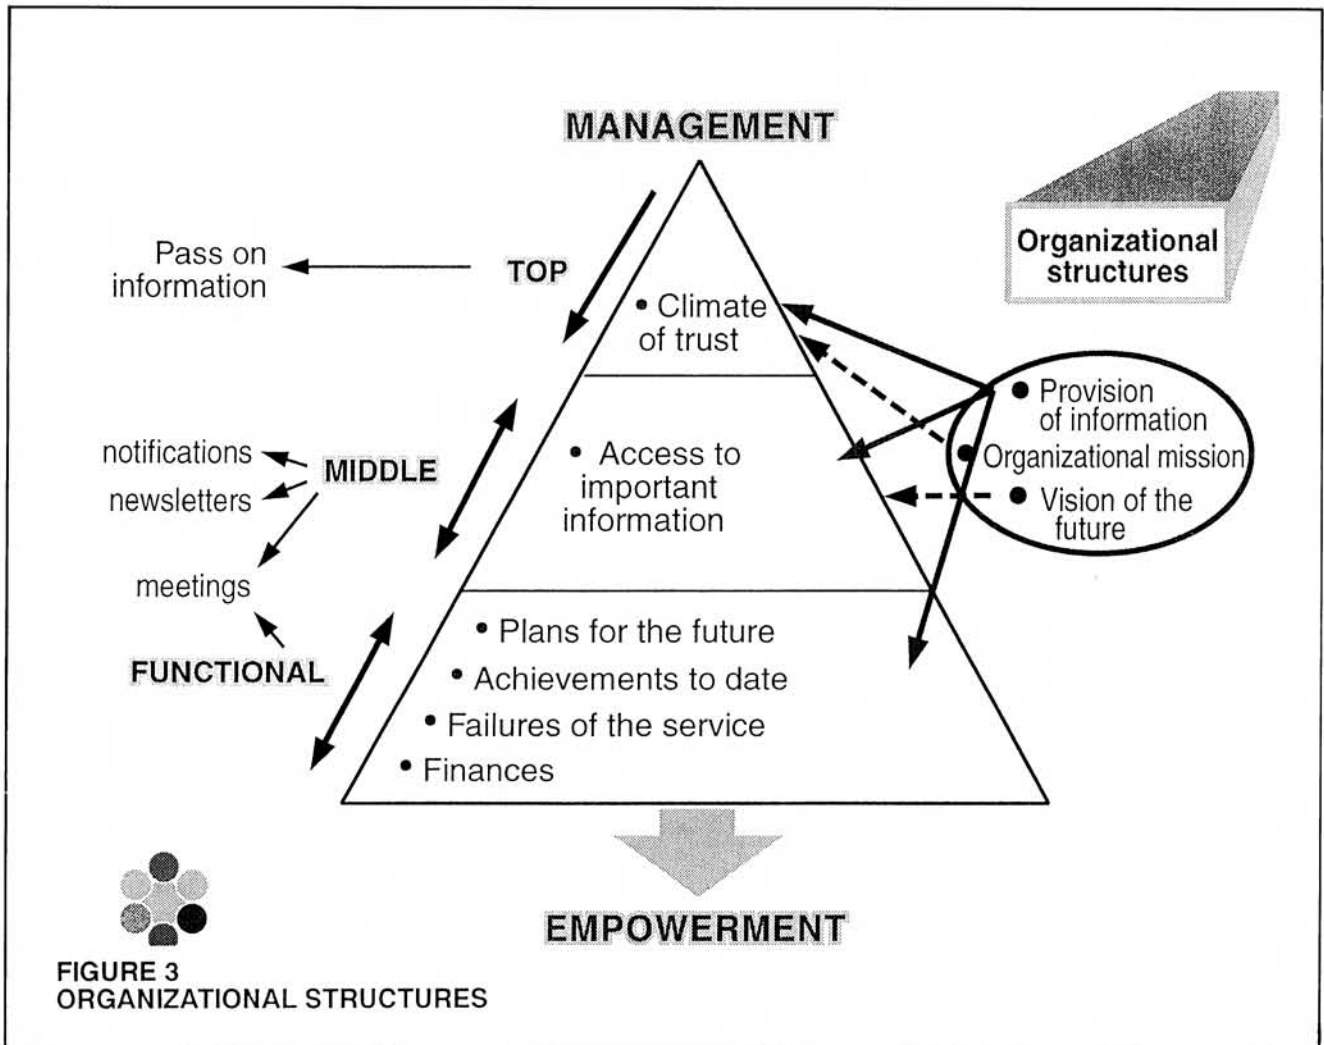 MANAGEMENT
Organizational
structures
Pass on
information
TOP
• Climate
of trust
• Provision
of information
• Organizational mission
• Vision of the
future
notifications
newsletters
meetings
MIDDLE
• Access to
important
information
FUNCTIONAL
• Plans for the future
• Achievements to date
• Failures of the service
• Finances
EMPOWERMENT
FIGURE 3
ORGANIZATIONAL STRUCTURES